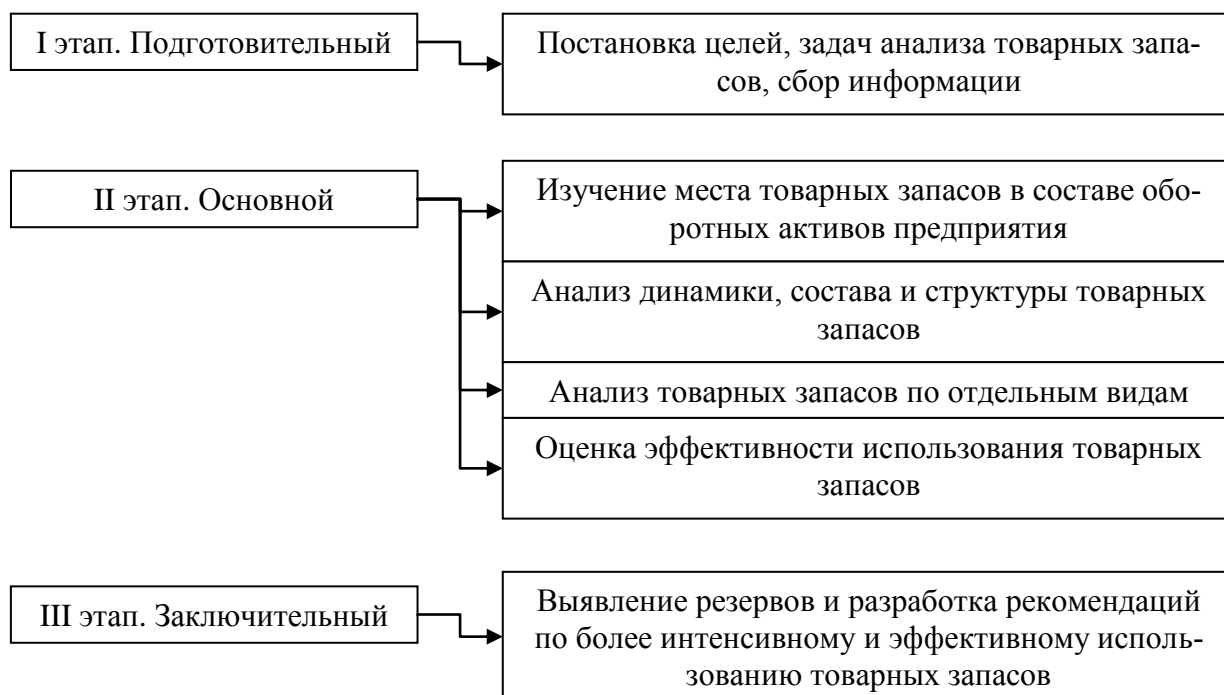 I этап. Подготовительный
Постановка целей, задач анализа товарных запа-
сов, сбор информации
II этап. Основной
Изучение места товарных запасов в составе обо-
ротных активов предприятия
Анализ динамики, состава и структуры товарных
запасов
Анализ товарных запасов по отдельным видам
Оценка эффективности использования товарных
запасов
III этап. Заключительный
Выявление резервов и разработка рекомендаций
по более интенсивному и эффективному исполь-
зованию товарных запасов